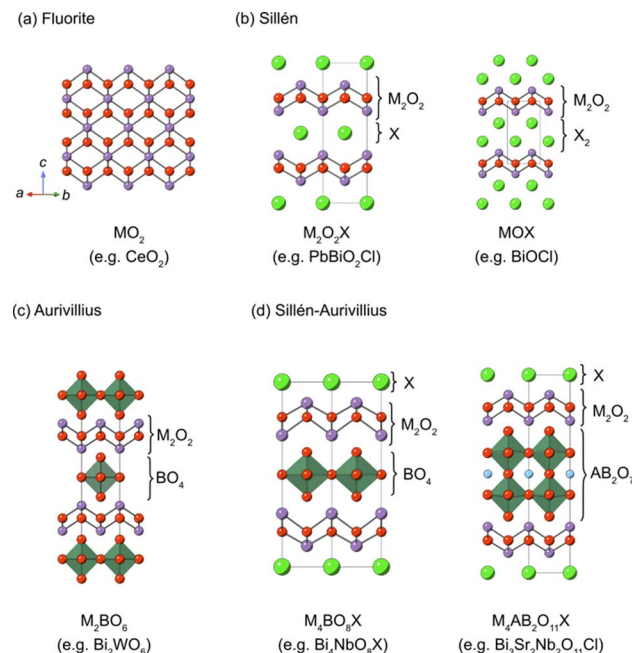 (a) Fluorite
(b) Sillén
M₂O₂
X
M₂O₂
X₂
c
a
b
MO₂
(e.g. CeO₂)
M₂O₂X
(e.g. PbBiO₂Cl)
MOX
(e.g. BiOCl)
(c) Aurivillius
(d) Sillén-Aurivillius
M₂O₂
BO₄
X
M₂O₂
BO₄
X
M₂O₂
AB₂O₇
M₂BO₆
(e.g. Bi₂WO₆)
M₄BO₈X
(e.g. Bi₄NbO₈X)
M₄AB₂O₁₁X
(e.g. Bi₃Sr₂Nb₂O₁₁Cl)